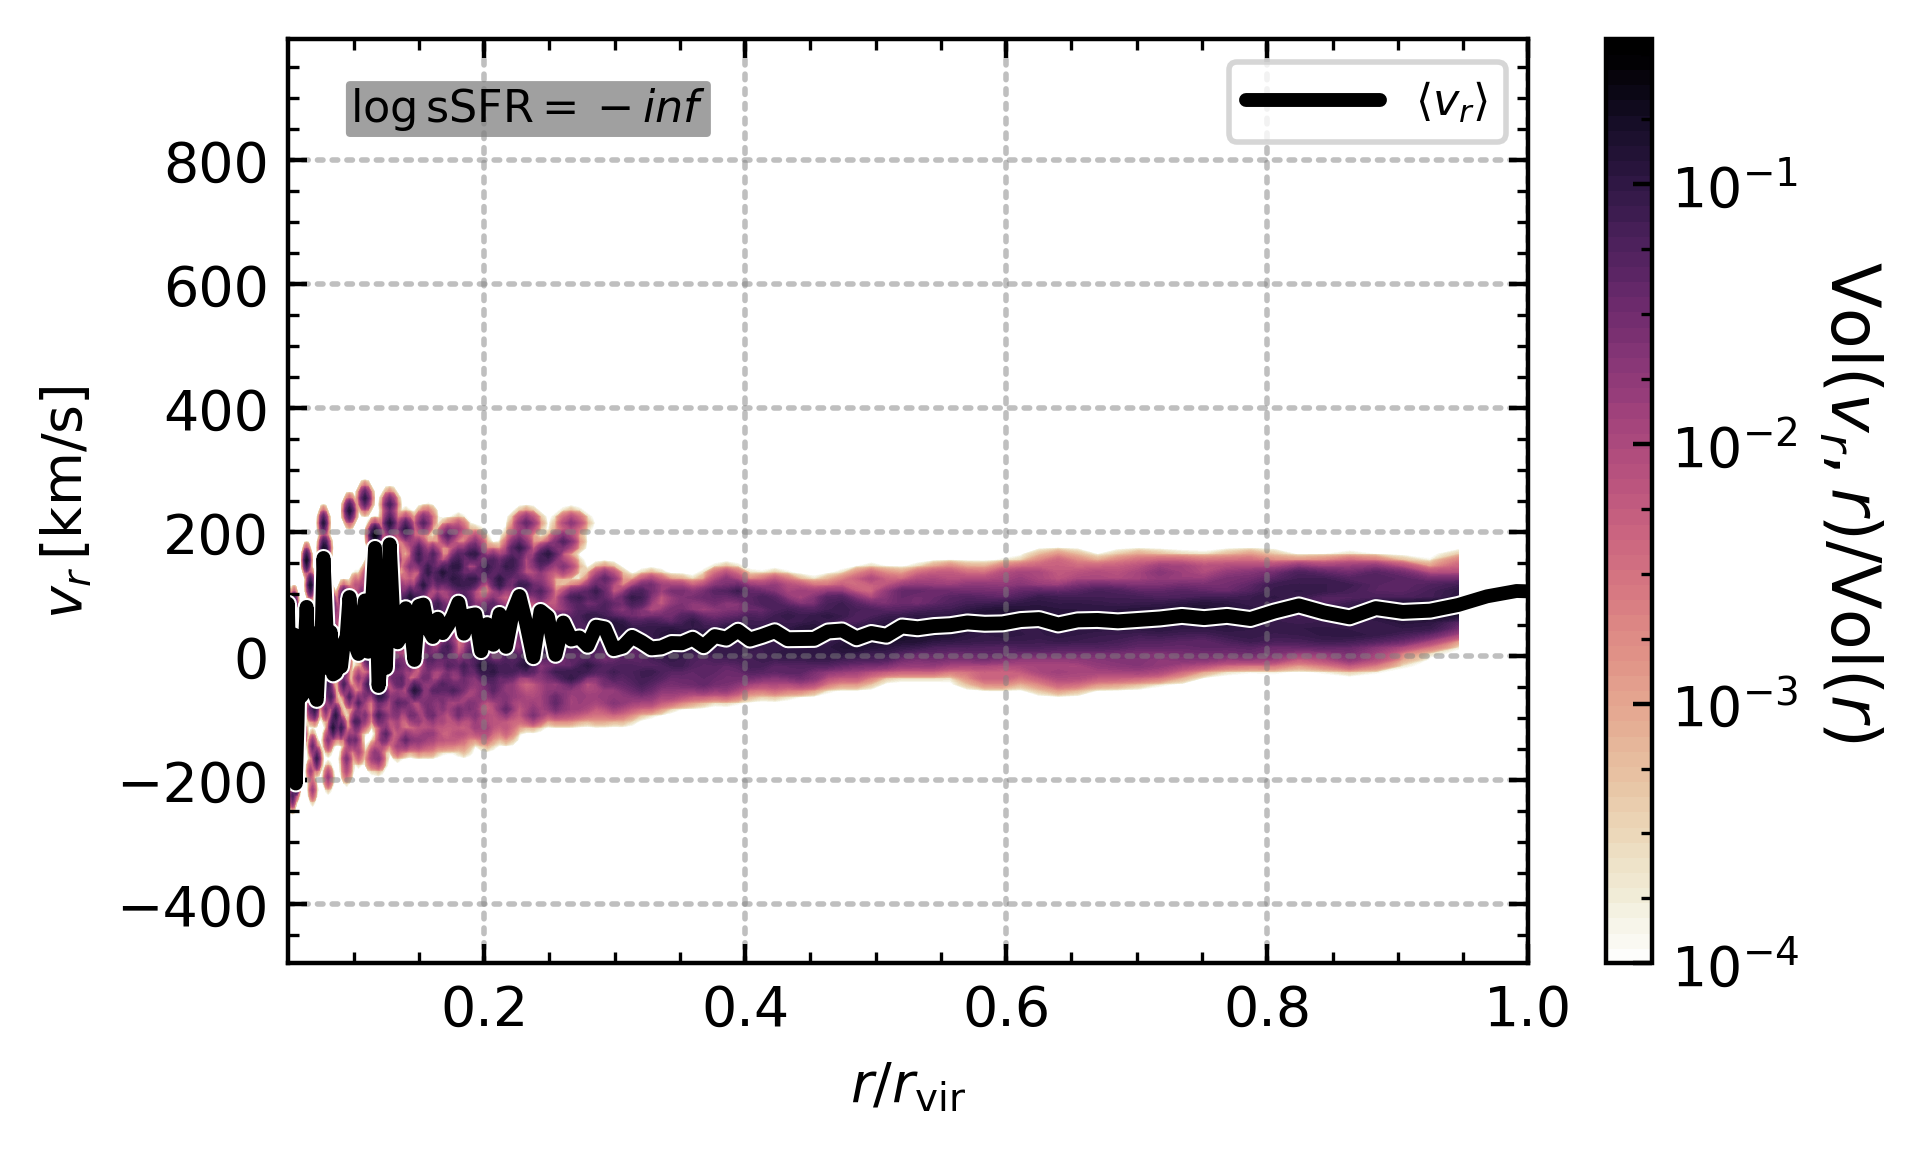 log sSFR = −inf
⟨v_r⟩
800
600
400
200
0
−200
−400
v_r [km/s]
0.2 0.4 0.6 0.8 1.0
r/r_vir
10^−1
10^−2
10^−3
10^−4
Vol(v_r, r)/Vol(r)